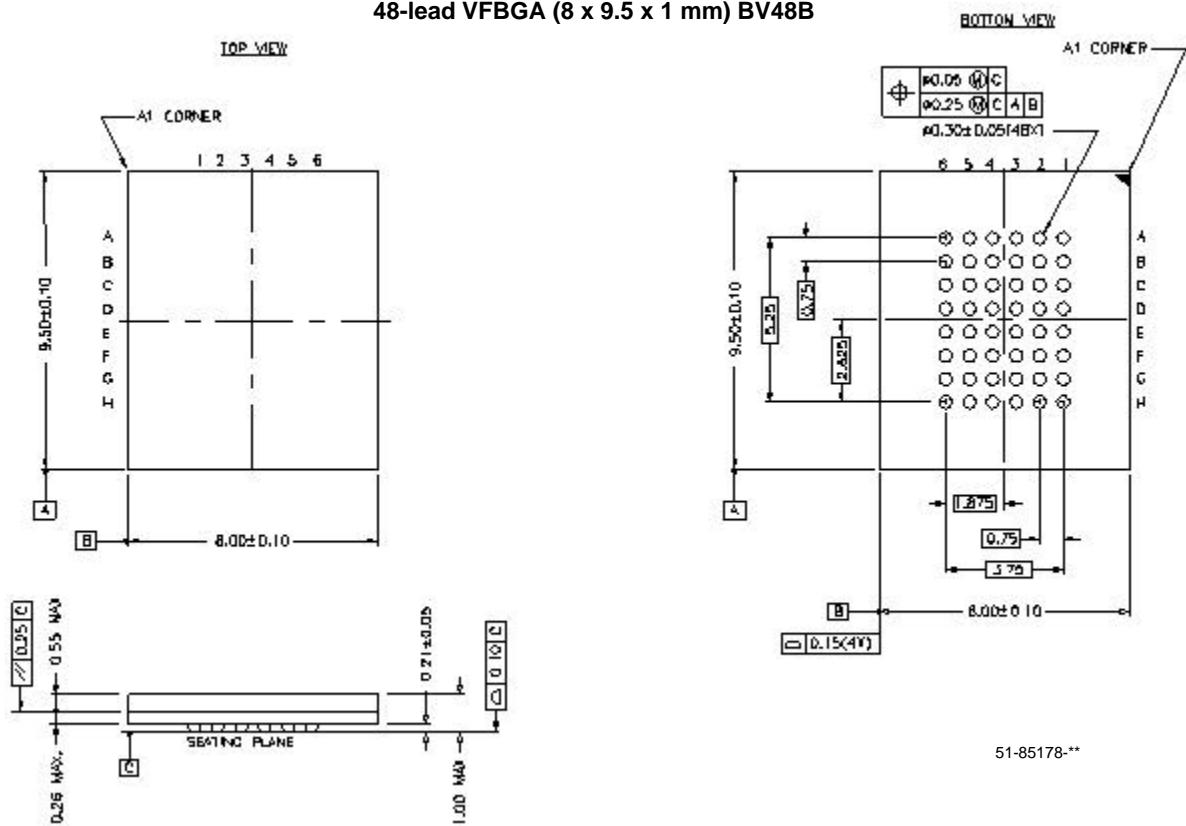 48-lead VFBGA (8 x 9.5 x 1 mm) BV48B
TOP VIEW
A1 CORNER
1 2 3 4 5 6
A
B
C
D
E
F
G
H
9.50±0.10
A
B
8.00±0.10
BOTTON VIEW
A1 CORNER
Ø0.05 Ⓜ C
Ø0.25 Ⓜ C A B
Ø0.30±0.05(48X)
6 5 4 3 2 1
A
B
C
D
E
F
G
H
9.50±0.10
5.25
0.75
2.625
A
1.875
0.75
3.75
B
8.00±0.10
0.15(4X)
// 0.05 C
0.55 MAX
0.21±0.05
0.10 C
SEATING PLANE
C
0.26 MAX.
1.00 MAX
51-85178-**